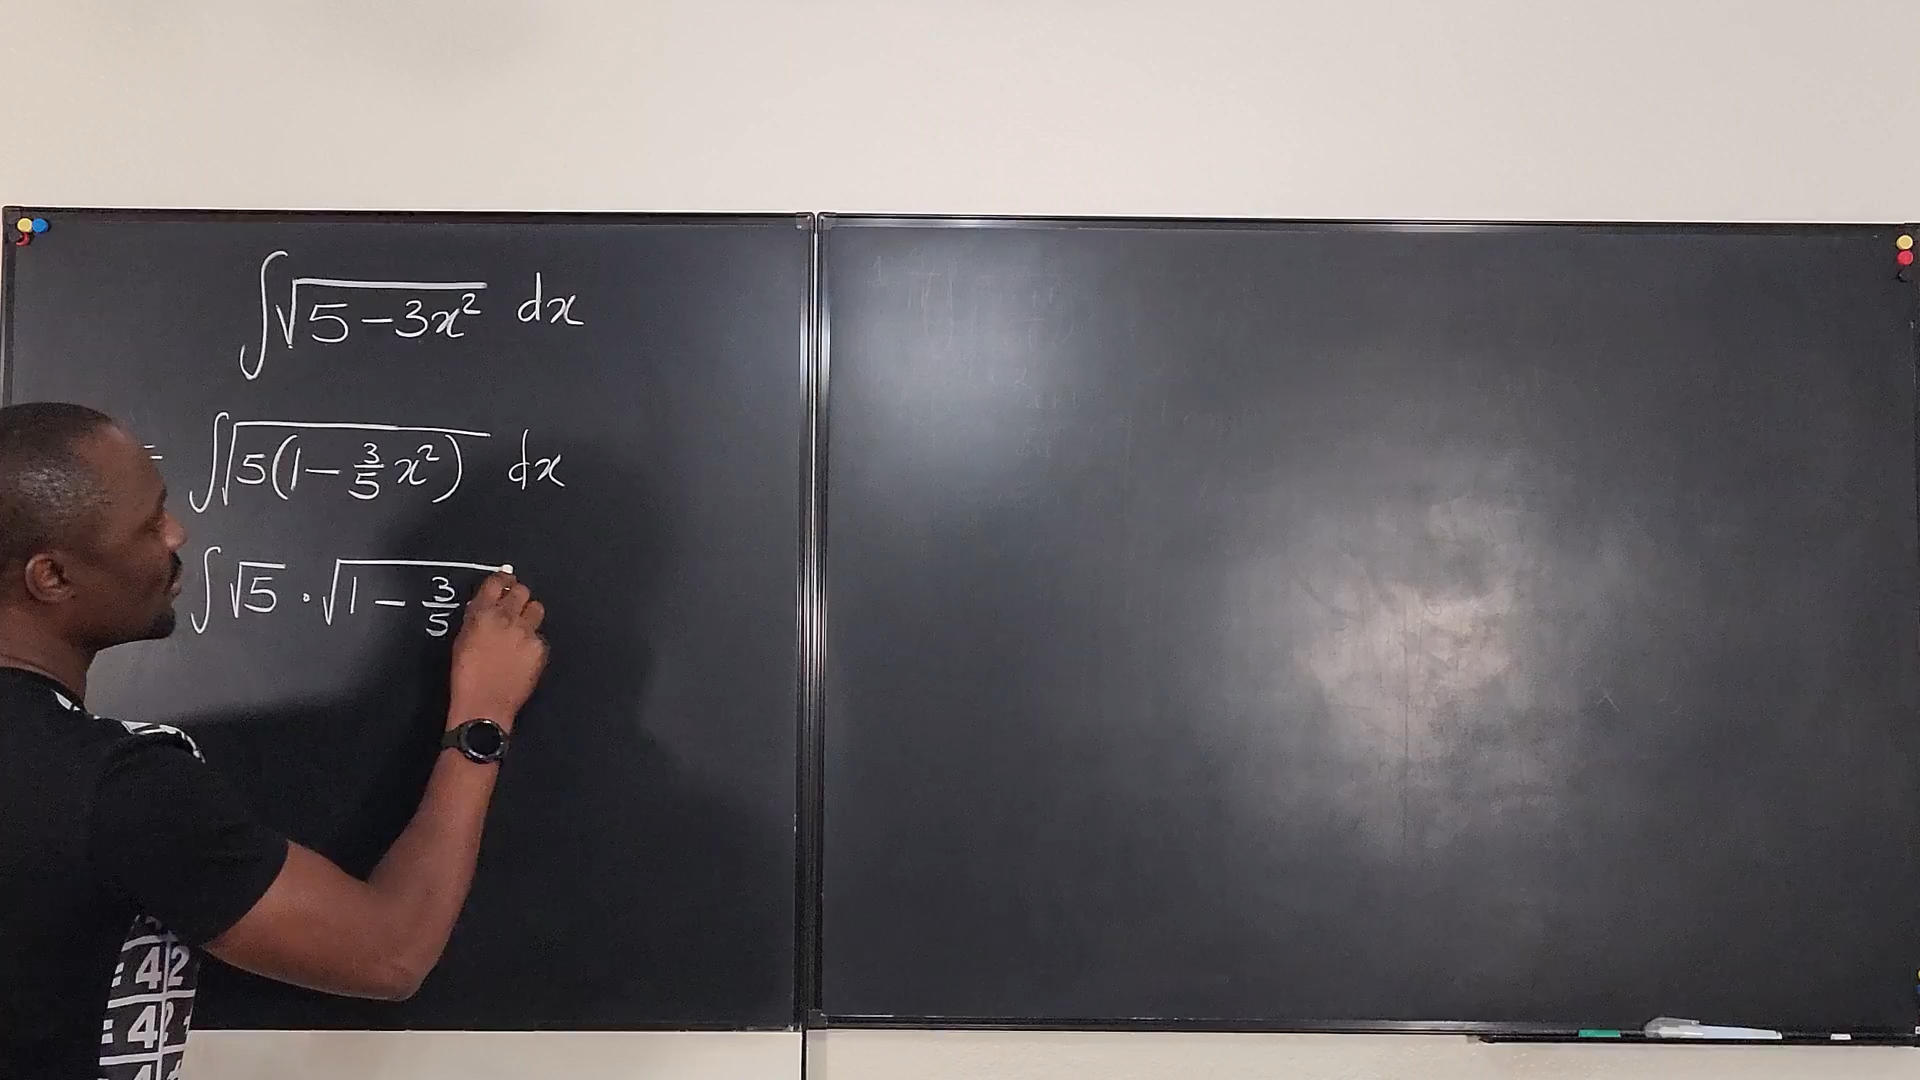 ∫√(5-3x²) dx
= ∫√(5(1-3/5 x²)) dx
∫√5 · √(1 - 3/5
= 42
= 42